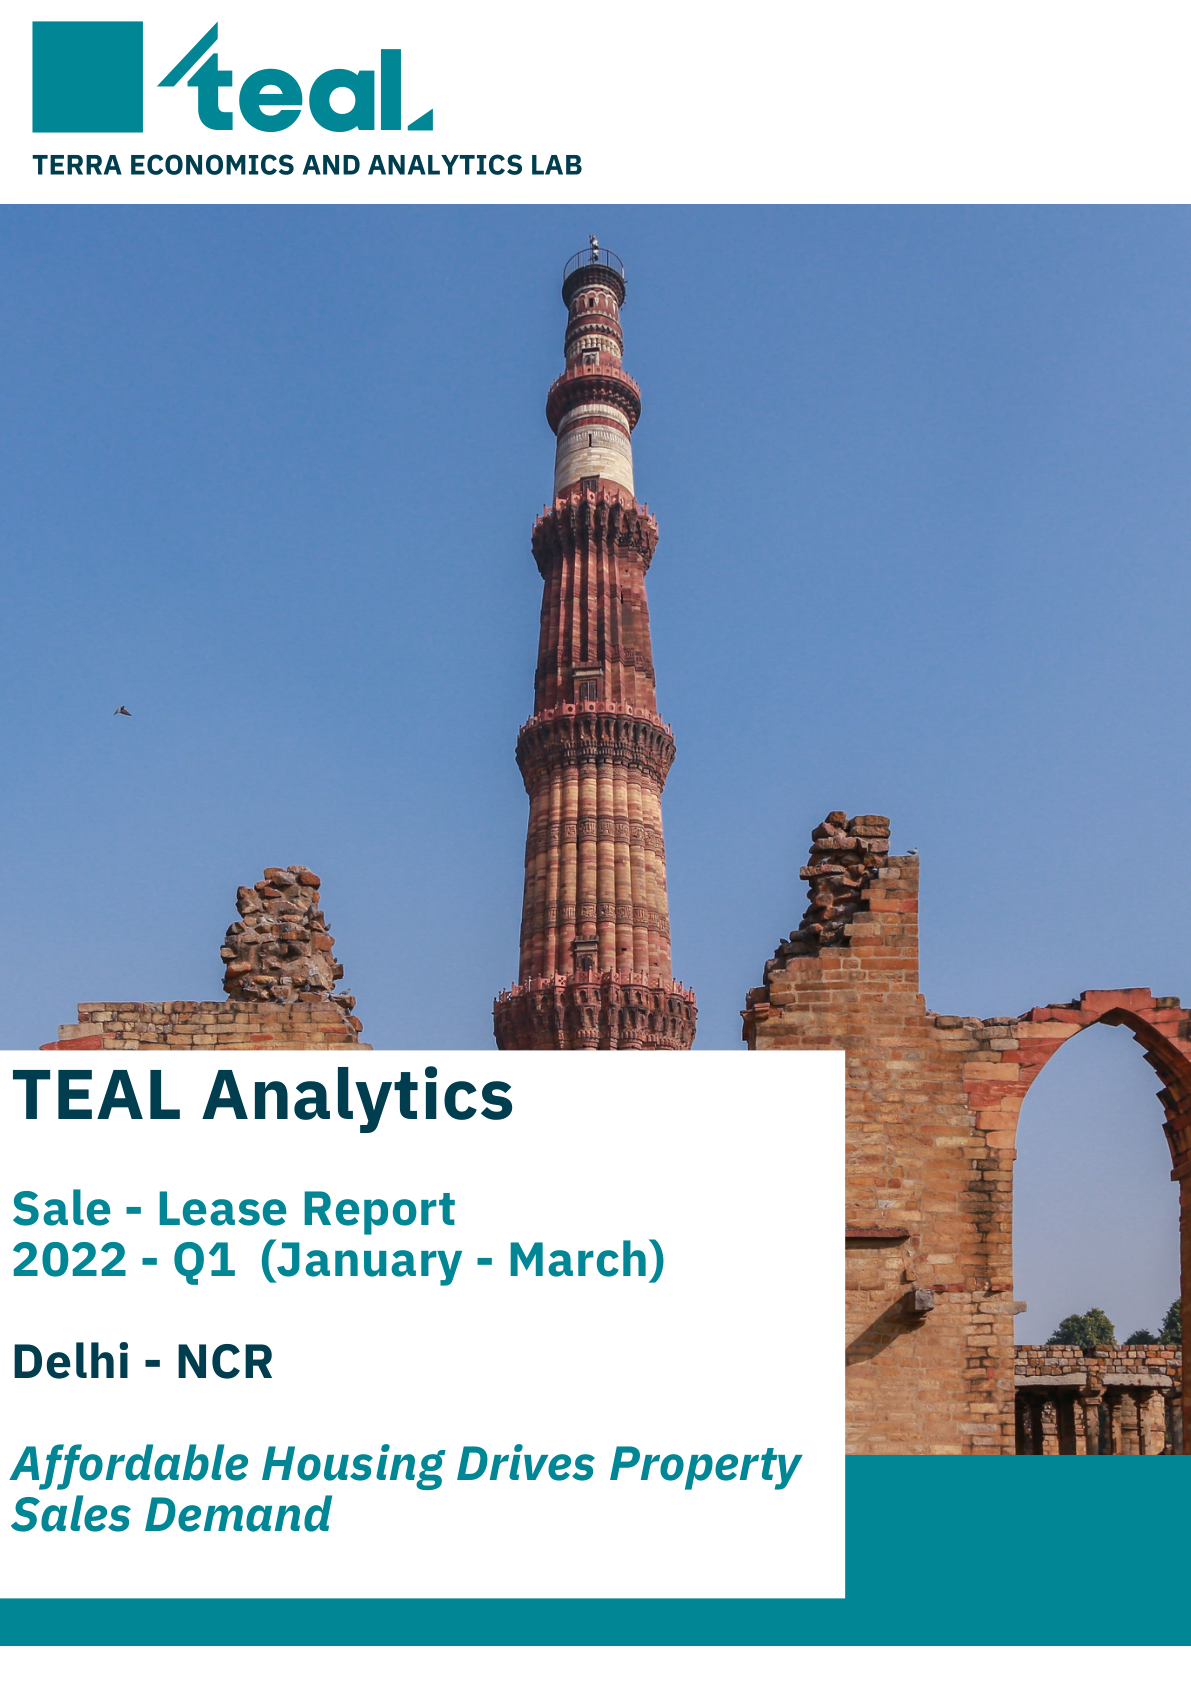 teal
TERRA ECONOMICS AND ANALYTICS LAB
TEAL Analytics
Sale - Lease Report
2022 - Q1 (January - March)
Delhi - NCR
Affordable Housing Drives Property
Sales Demand